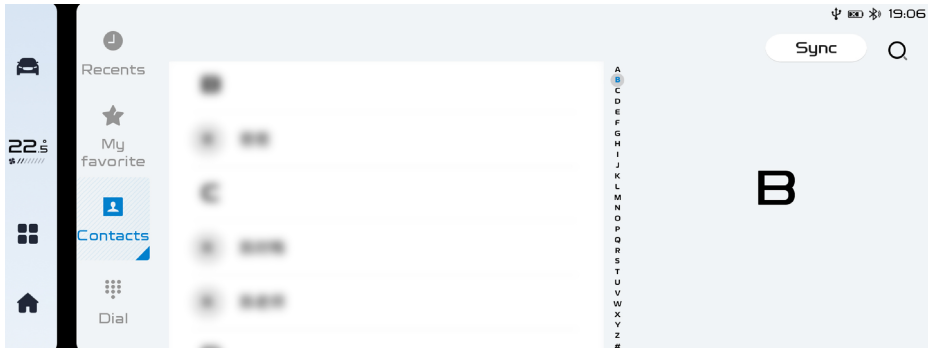 19:06
Sync
Recents
22.5°
My
favorite
Contacts
Dial
B
C
A
B
C
D
E
F
G
H
I
J
K
L
M
N
O
P
Q
R
S
T
U
V
W
X
Y
Z
#
B